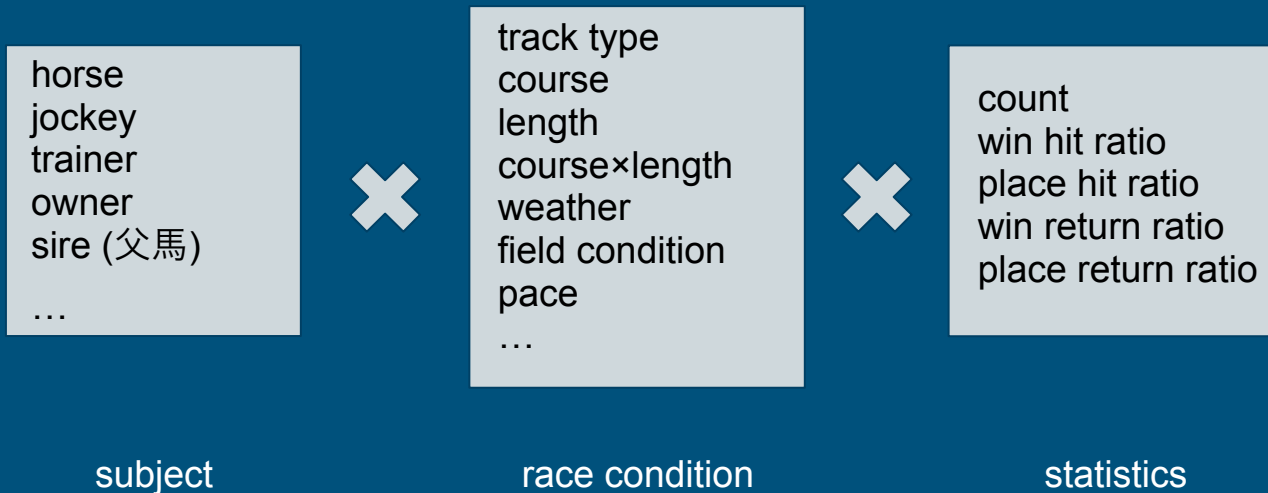 horse
jockey
trainer
owner
sire (父馬)
…
track type
course
length
course×length
weather
field condition
pace
…
count
win hit ratio
place hit ratio
win return ratio
place return ratio
subject
race condition
statistics